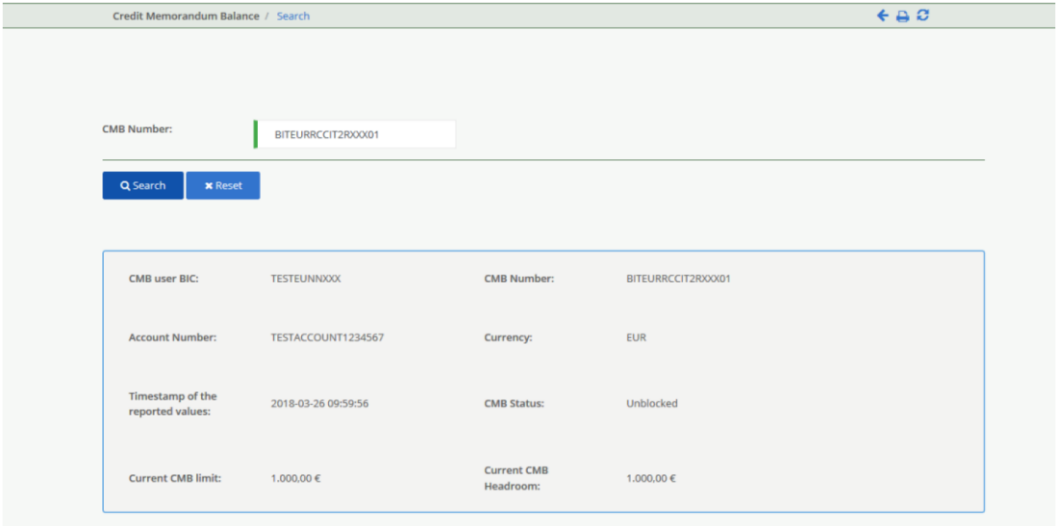 Credit Memorandum Balance / Search
CMB Number: BITEURRCCIT2RXXX01
Search Reset
CMB user BIC: TESTEUNNXXX CMB Number: BITEURRCCIT2RXXX01
Account Number: TESTACCOUNT1234567 Currency: EUR
Timestamp of the
reported values: 2018-03-26 09:59:56 CMB Status: Unblocked
Current CMB limit: 1.000,00 € Current CMB
Headroom: 1.000,00 €